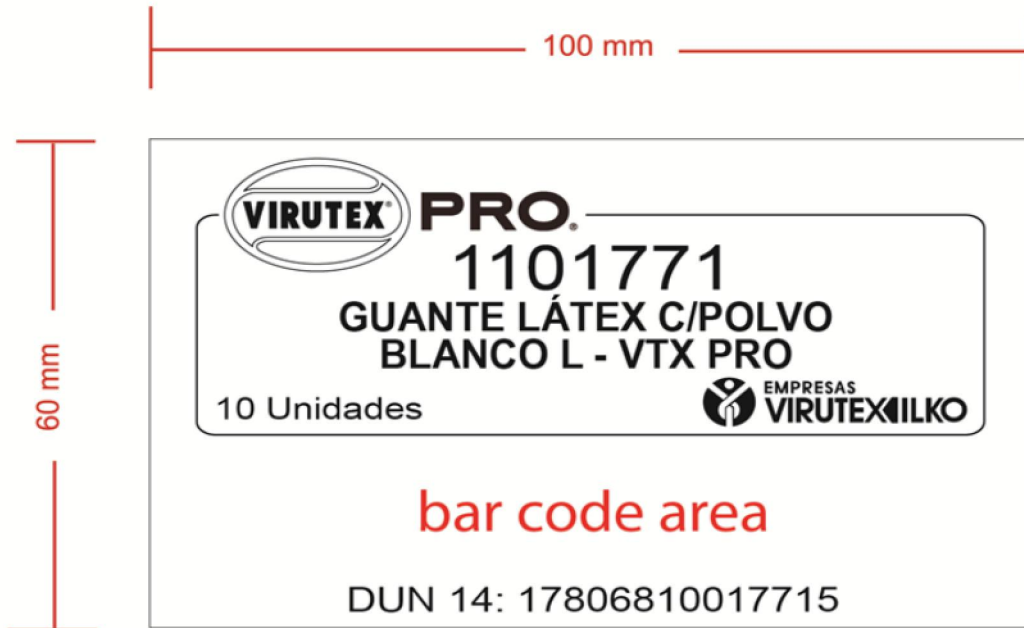 100 mm
VIRUTEX® PRO®
1101771
GUANTE LÁTEX C/POLVO
BLANCO L - VTX PRO
60 mm
10 Unidades
EMPRESAS
VIRUTEX ILKO
bar code area
DUN 14: 17806810017715